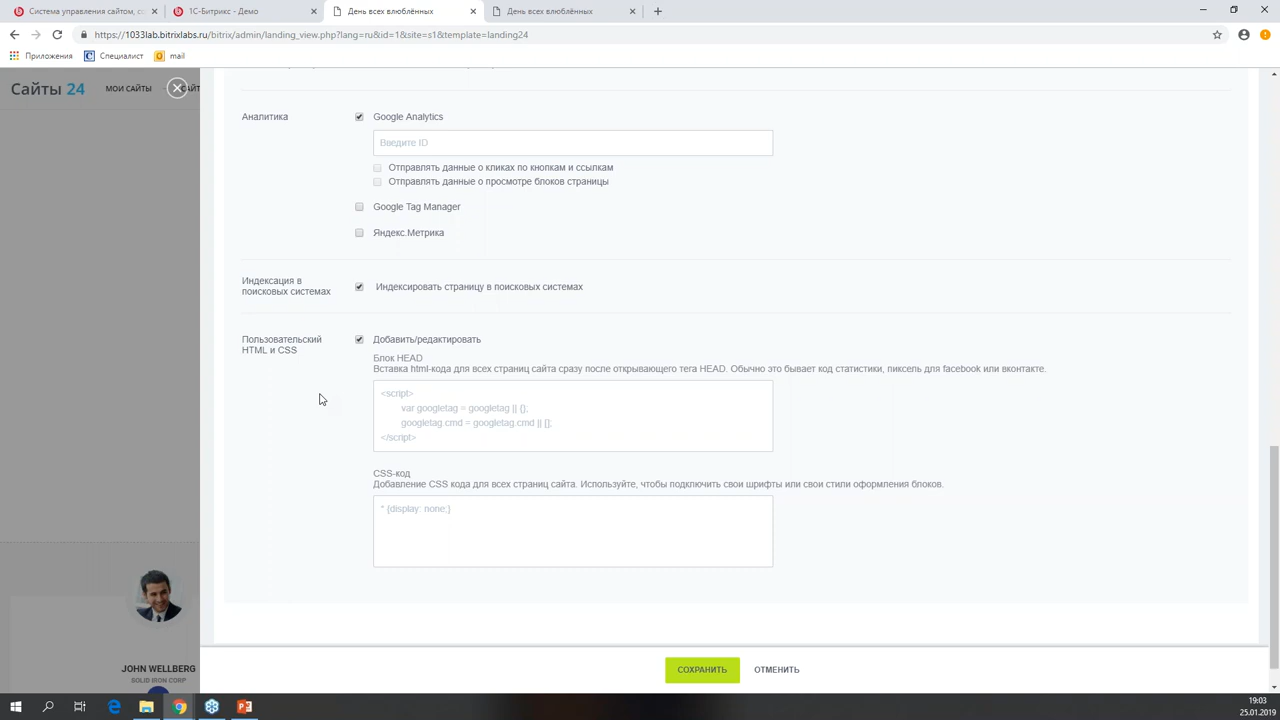 Система управления сайтом, со
1С-Битрикс - Демо
День всех влюблённых
День всех влюблённых
https://1033lab.bitrixlabs.ru/bitrix/admin/landing_view.php?lang=ru&id=1&site=s1&template=landing24
Приложения
Специалист
mail
Сайты 24
МОИ САЙТЫ
Аналитика
Google Analytics
Введите ID
Отправлять данные о кликах по кнопкам и ссылкам
Отправлять данные о просмотре блоков страницы
Google Tag Manager
Яндекс.Метрика
Индексация в
поисковых системах
Индексировать страницу в поисковых системах
Пользовательский
HTML и CSS
Добавить/редактировать
Блок HEAD
Вставка html-кода для всех страниц сайта сразу после открывающего тега HEAD. Обычно это бывает код статистики, пиксель для facebook или вконтакте.
<script>
var googletag = googletag || {};
googletag.cmd = googletag.cmd || [];
</script>
CSS-код
Добавление CSS кода для всех страниц сайта. Используйте, чтобы подключить свои шрифты или свои стили оформления блоков.
* {display: none;}
JOHN WELLBERG
SOLID IRON CORP
СОХРАНИТЬ
ОТМЕНИТЬ
19:03
25.01.2019